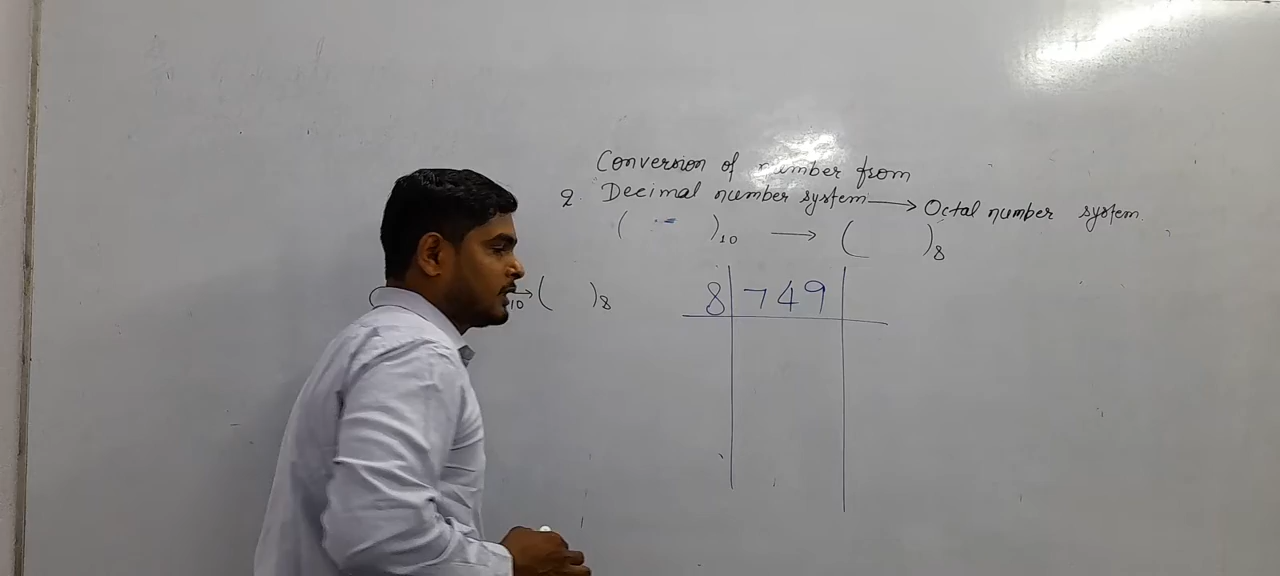 Conversion of number from
2. Decimal number system → Octal number system.
( )10 → ( )8
10 → ( )8
8 749